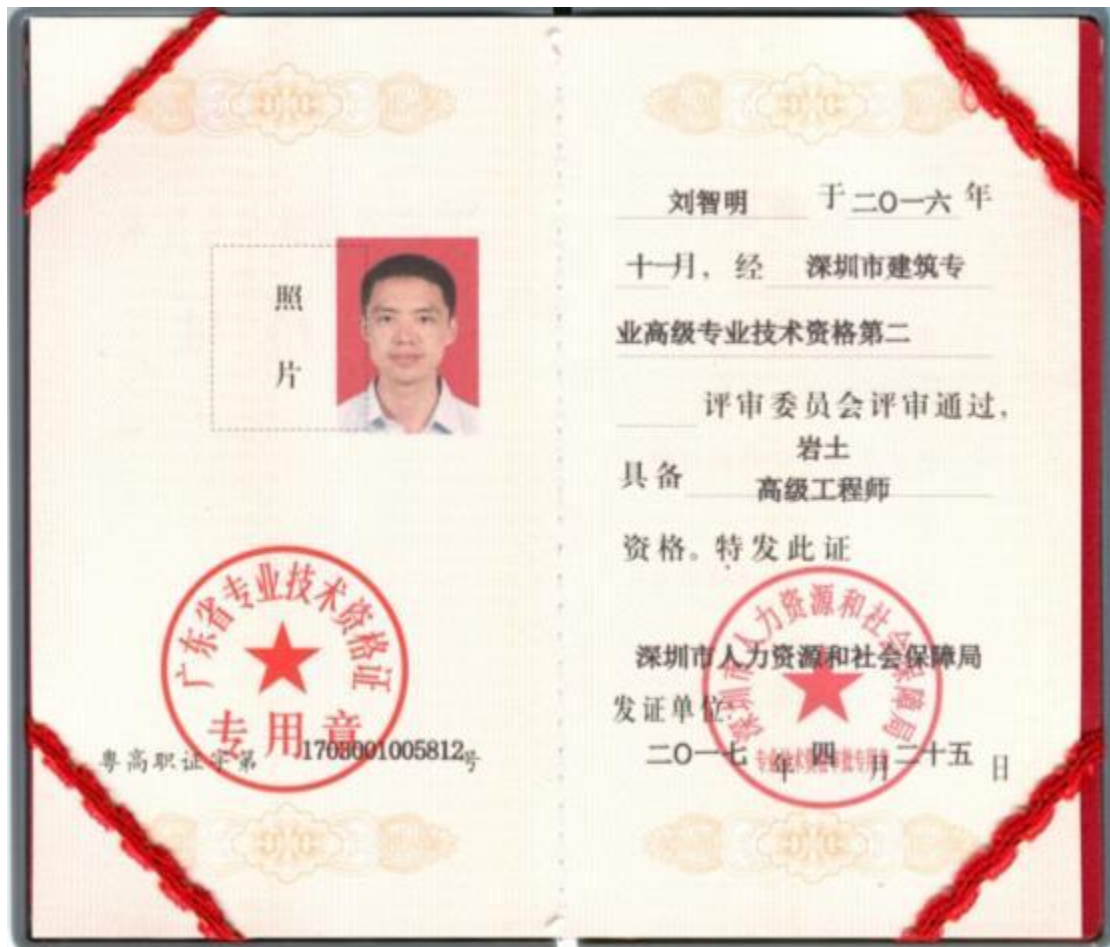 照
片
广东省专业技术资格证
专用章
粤高职证字第1703001005812号
刘智明 于二〇一六年
十一月，经 深圳市建筑专
业高级专业技术资格第二
评审委员会评审通过，
岩土
具备 高级工程师
资格。特发此证
深圳市人力资源和社会保障局
深圳市人力资源和社会保障局
发证单位:
二〇一七年四月二十五日